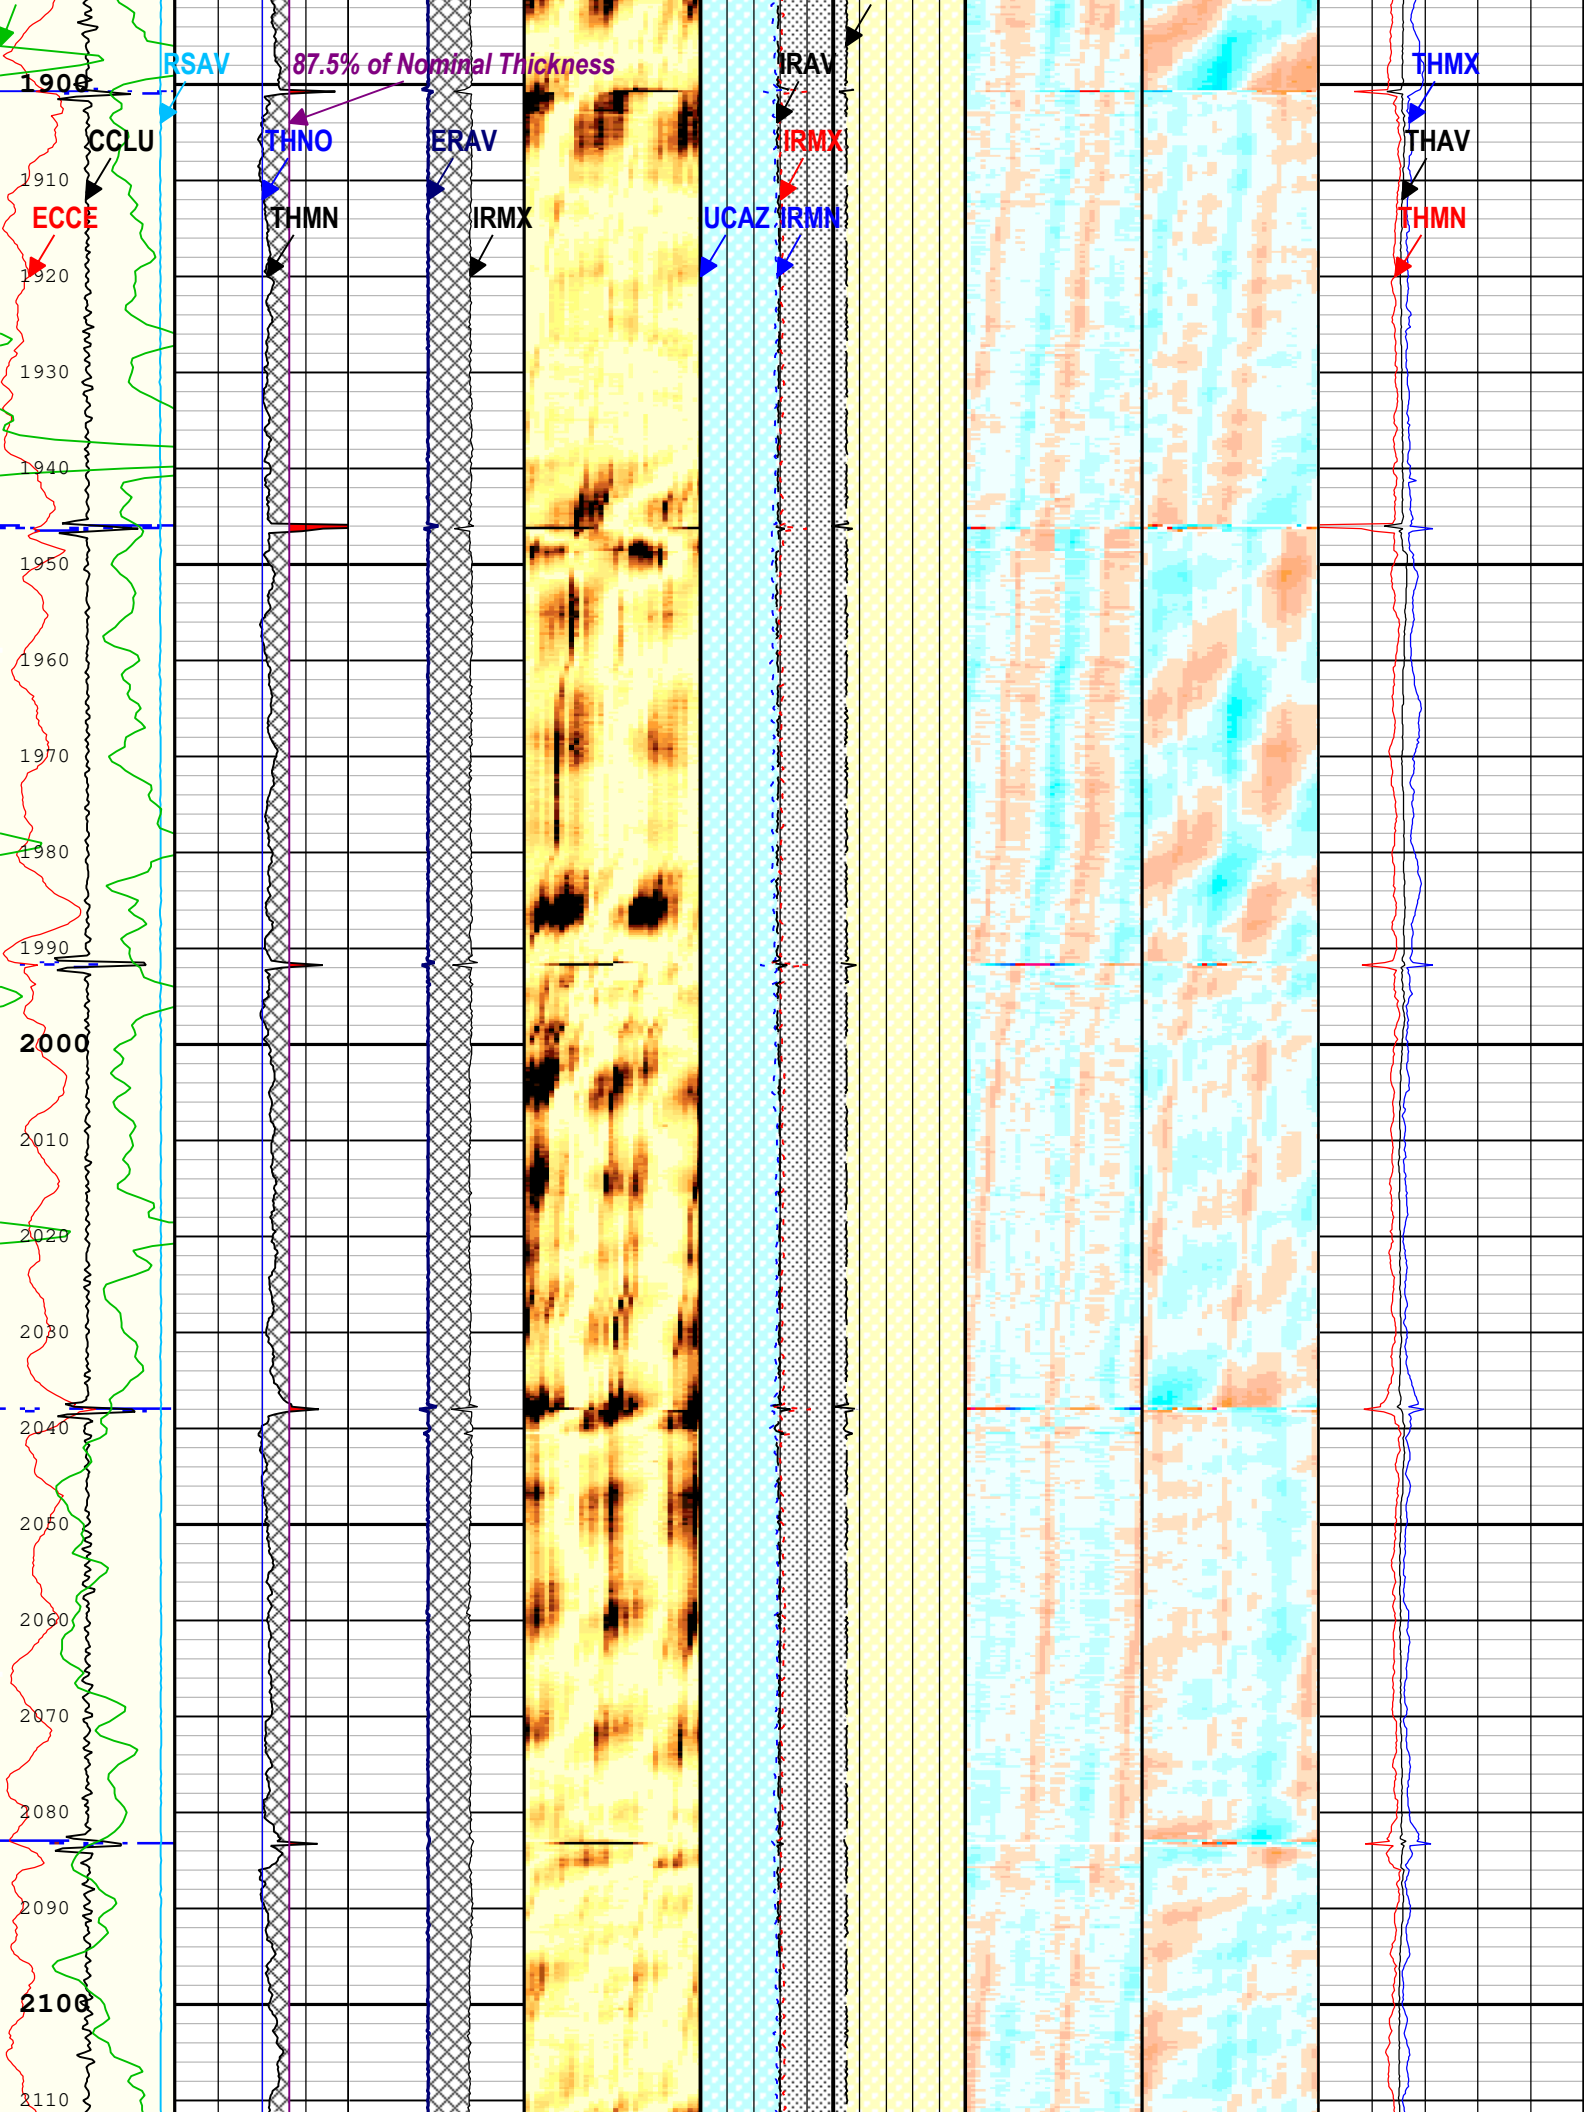 RSAV
87.5% of Nominal Thickness
IRAV
THMX
1900
CCLU
THNO
ERAV
IRMX
THAV
1910
ECCE
THMN
IRMX
UCAZ
IRMN
THMN
1920
1930
1940
1950
1960
1970
1980
1990
2000
2010
2020
2030
2040
2050
2060
2070
2080
2090
2100
2110